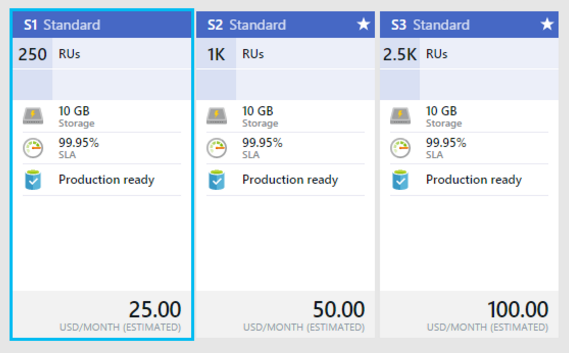 S1 Standard
250 RUs
10 GB
Storage
99.95%
SLA
Production ready
25.00
USD/MONTH (ESTIMATED)
S2 Standard
1K RUs
10 GB
Storage
99.95%
SLA
Production ready
50.00
USD/MONTH (ESTIMATED)
S3 Standard
2.5K RUs
10 GB
Storage
99.95%
SLA
Production ready
100.00
USD/MONTH (ESTIMATED)